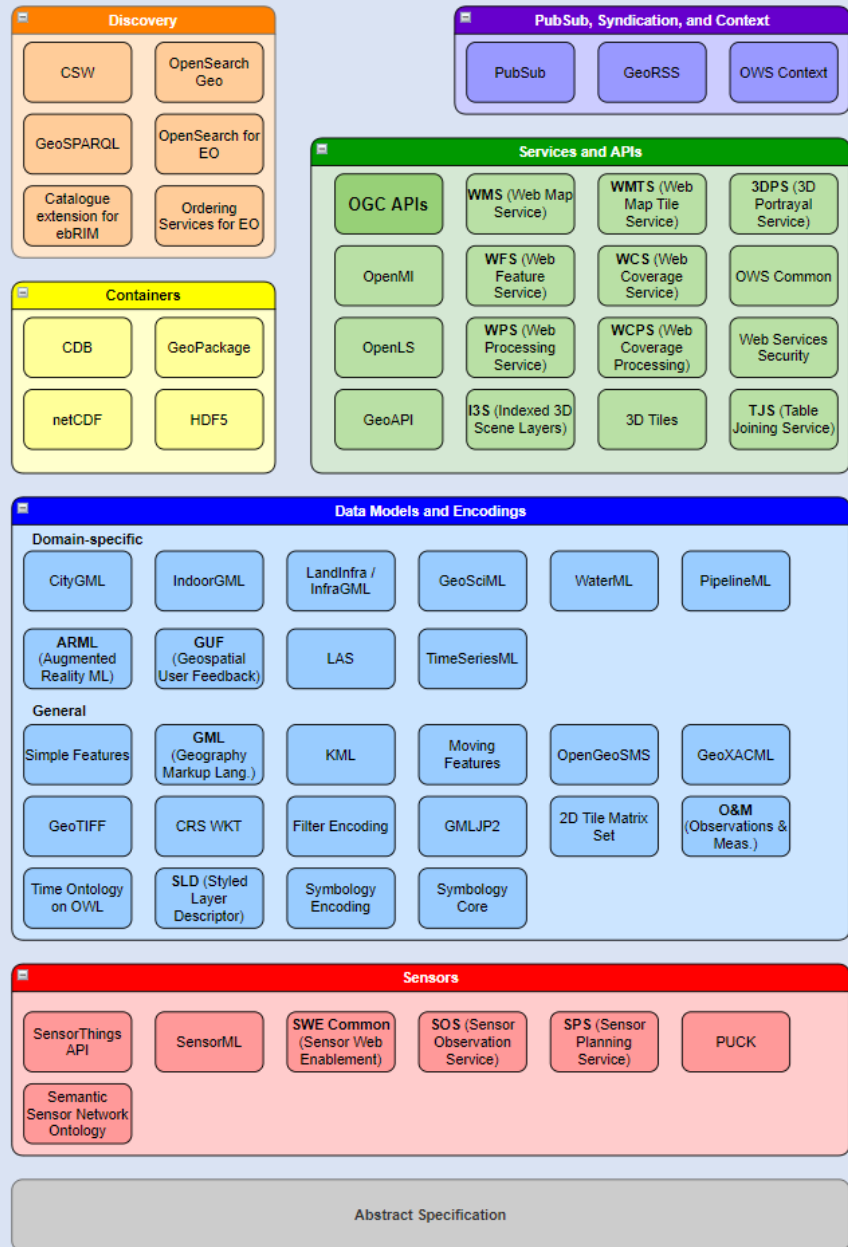 Discovery
CSW
OpenSearch
Geo
GeoSPARQL
OpenSearch for
EO
Catalogue
extension for
ebRIM
Ordering
Services for EO
PubSub, Syndication, and Context
PubSub
GeoRSS
OWS Context
Containers
CDB
GeoPackage
netCDF
HDF5
Services and APIs
OGC APIs
WMS (Web Map
Service)
WMTS (Web
Map Tile
Service)
3DPS (3D
Portrayal
Service)
OpenMI
WFS (Web
Feature
Service)
WCS (Web
Coverage
Service)
OWS Common
OpenLS
WPS (Web
Processing
Service)
WCPS (Web
Coverage
Processing)
Web Services
Security
GeoAPI
I3S (Indexed 3D
Scene Layers)
3D Tiles
TJS (Table
Joining Service)
Data Models and Encodings
Domain-specific
CityGML
IndoorGML
LandInfra /
InfraGML
GeoSciML
WaterML
PipelineML
ARML
(Augmented
Reality ML)
GUF
(Geospatial
User Feedback)
LAS
TimeSeriesML
General
Simple Features
GML
(Geography
Markup Lang.)
KML
Moving
Features
OpenGeoSMS
GeoXACML
GeoTIFF
CRS WKT
Filter Encoding
GMLJP2
2D Tile Matrix
Set
O&M
(Observations &
Meas.)
Time Ontology
on OWL
SLD (Styled
Layer
Descriptor)
Symbology
Encoding
Symbology
Core
Sensors
SensorThings
API
SensorML
SWE Common
(Sensor Web
Enablement)
SOS (Sensor
Observation
Service)
SPS (Sensor
Planning
Service)
PUCK
Semantic
Sensor Network
Ontology
Abstract Specification